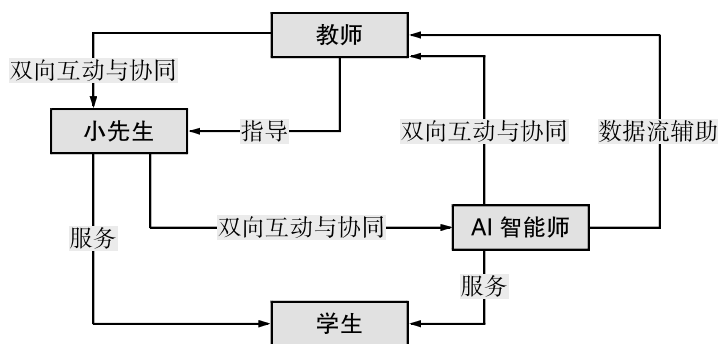 教师
双向互动与协同
小先生
指导
双向互动与协同
数据流辅助
服务
双向互动与协同
AI 智能师
服务
学生